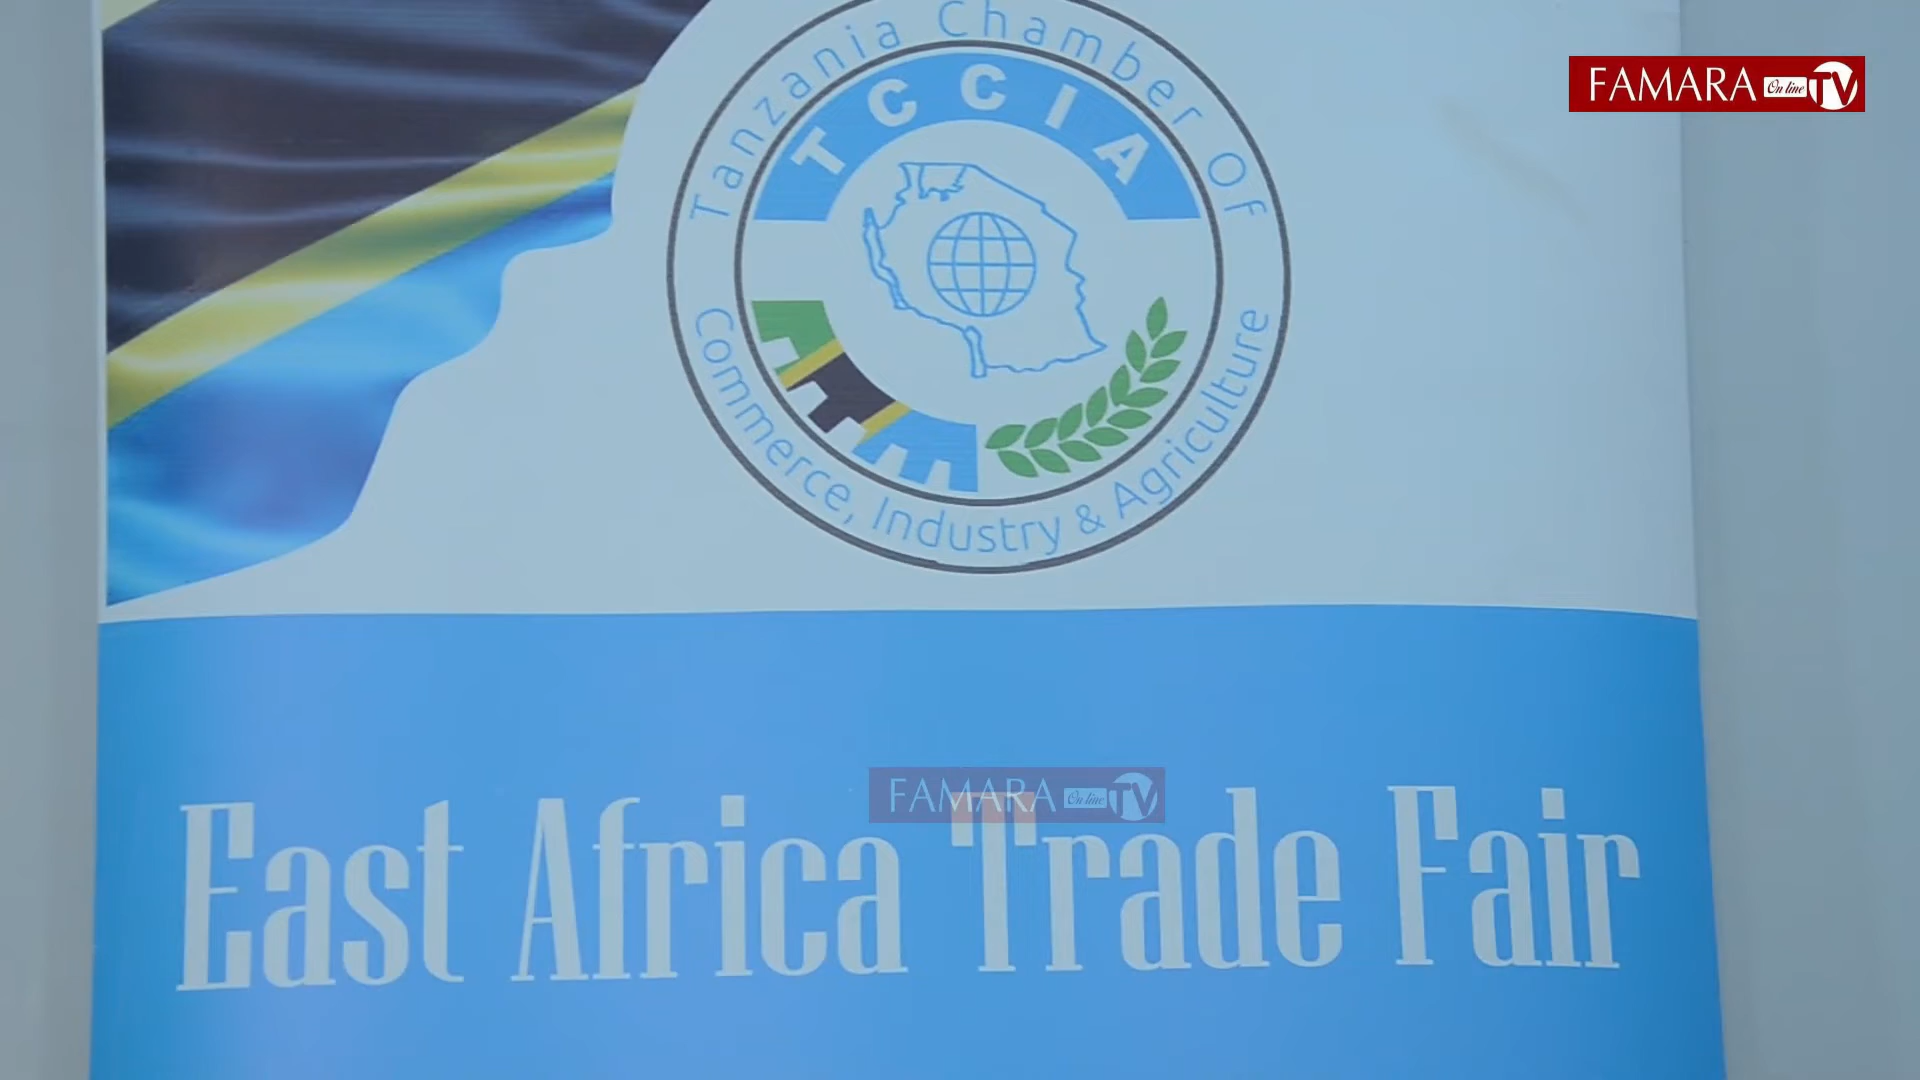 FAMARA On line TV
Tanzania Chamber Of
TCCIA
Commerce, Industry & Agriculture
FAMARA On line TV
East Africa Trade Fair